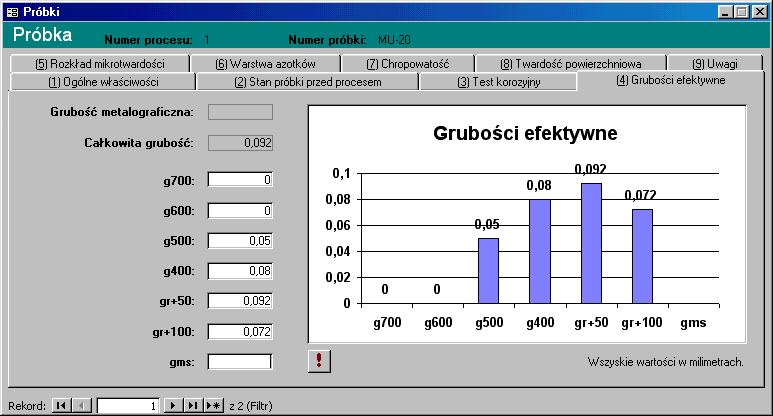 Próbki
Próbka Numer procesu: 1 Numer próbki: MU-20
(5) Rozkład mikrotwardości (6) Warstwa azotków (7) Chropowatość (8) Twardość powierzchniowa (9) Uwagi
(1) Ogólne właściwości (2) Stan próbki przed procesem (3) Test korozyjny (4) Grubości efektywne
Grubość metalograficzna:
Całkowita grubość: 0,092
g700: 0
g600: 0
g500: 0,05
g400: 0,08
gr+50: 0,092
gr+100: 0,072
gms:
Grubości efektywne
0,1
0,08
0,06
0,04
0,02
0
0 0 0,05 0,08 0,092 0,072
g700 g600 g500 g400 gr+50 gr+100 gms
Wszyskie wartości w milimetrach.
Rekord: 1 z 2 (Filtr)